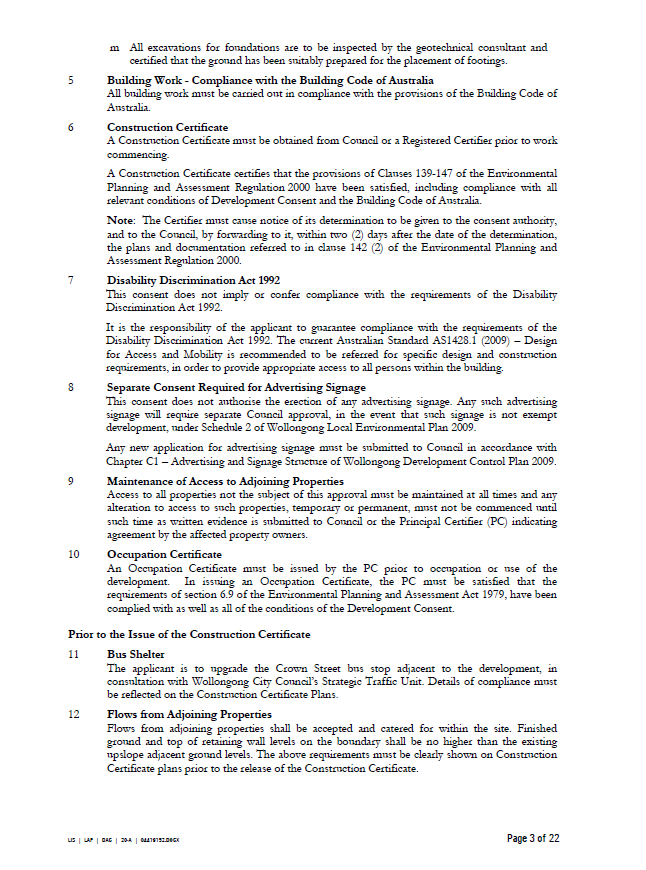 m All excavations for foundations are to be inspected by the geotechnical consultant and
certified that the ground has been suitably prepared for the placement of footings.
5 Building Work - Compliance with the Building Code of Australia
All building work must be carried out in compliance with the provisions of the Building Code of
Australia.
6 Construction Certificate
A Construction Certificate must be obtained from Council or a Registered Certifier prior to work
commencing.
A Construction Certificate certifies that the provisions of Clauses 139-147 of the Environmental
Planning and Assessment Regulation 2000 have been satisfied, including compliance with all
relevant conditions of Development Consent and the Building Code of Australia.
Note: The Certifier must cause notice of its determination to be given to the consent authority,
and to the Council, by forwarding to it, within two (2) days after the date of the determination,
the plans and documentation referred to in clause 142 (2) of the Environmental Planning and
Assessment Regulation 2000.
7 Disability Discrimination Act 1992
This consent does not imply or confer compliance with the requirements of the Disability
Discrimination Act 1992.
It is the responsibility of the applicant to guarantee compliance with the requirements of the
Disability Discrimination Act 1992. The current Australian Standard AS1428.1 (2009) – Design
for Access and Mobility is recommended to be referred for specific design and construction
requirements, in order to provide appropriate access to all persons within the building.
8 Separate Consent Required for Advertising Signage
This consent does not authorise the erection of any advertising signage. Any such advertising
signage will require separate Council approval, in the event that such signage is not exempt
development, under Schedule 2 of Wollongong Local Environmental Plan 2009.
Any new application for advertising signage must be submitted to Council in accordance with
Chapter C1 – Advertising and Signage Structure of Wollongong Development Control Plan 2009.
9 Maintenance of Access to Adjoining Properties
Access to all properties not the subject of this approval must be maintained at all times and any
alteration to access to such properties, temporary or permanent, must not be commenced until
such time as written evidence is submitted to Council or the Principal Certifier (PC) indicating
agreement by the affected property owners.
10 Occupation Certificate
An Occupation Certificate must be issued by the PC prior to occupation or use of the
development. In issuing an Occupation Certificate, the PC must be satisfied that the
requirements of section 6.9 of the Environmental Planning and Assessment Act 1979, have been
complied with as well as all of the conditions of the Development Consent.
Prior to the Issue of the Construction Certificate
11 Bus Shelter
The applicant is to upgrade the Crown Street bus stop adjacent to the development, in
consultation with Wollongong City Council's Strategic Traffic Unit. Details of compliance must
be reflected on the Construction Certificate Plans.
12 Flows from Adjoining Properties
Flows from adjoining properties shall be accepted and catered for within the site. Finished
ground and top of retaining wall levels on the boundary shall be no higher than the existing
upslope adjacent ground levels. The above requirements must be clearly shown on Construction
Certificate plans prior to the release of the Construction Certificate.
LIS | LAP | DAG | 20-A | Page 3 of 22